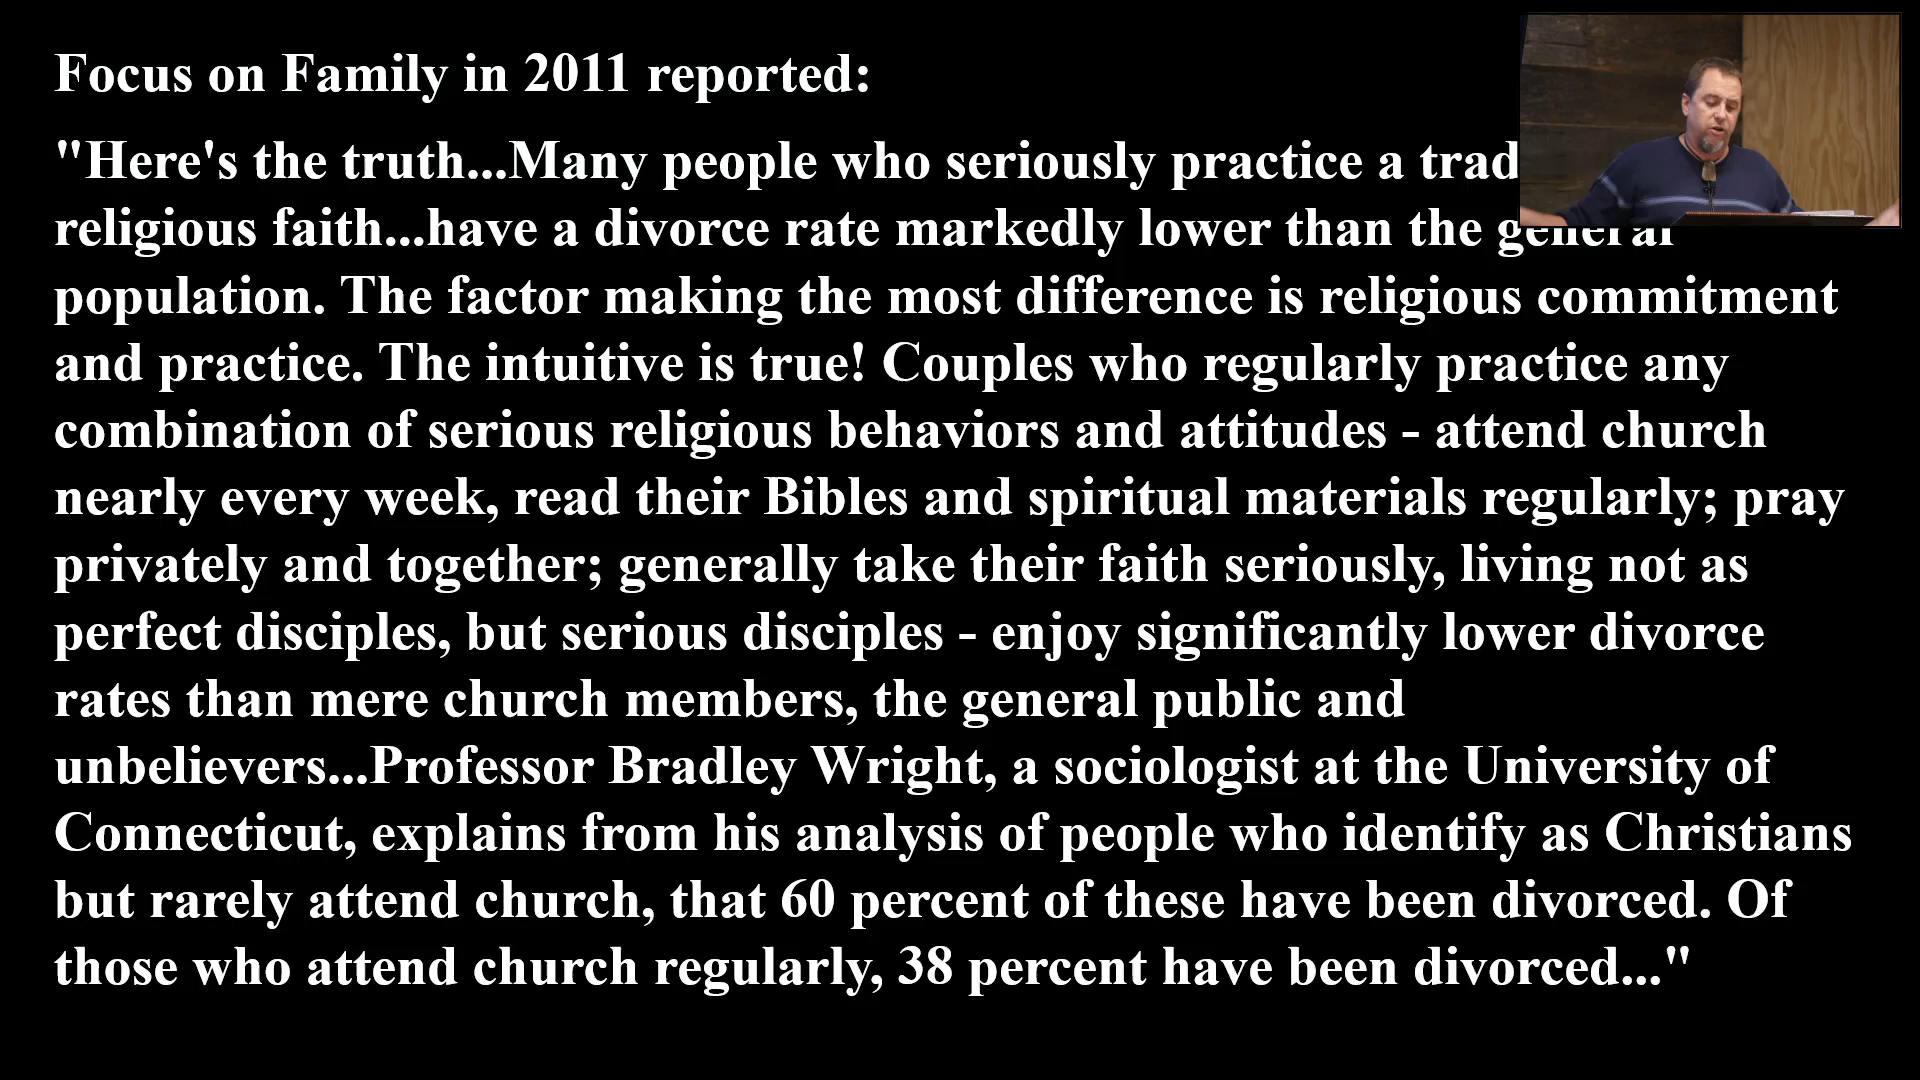 Focus on Family in 2011 reported:
"Here's the truth...Many people who seriously practice a trad
religious faith...have a divorce rate markedly lower than the general
population. The factor making the most difference is religious commitment
and practice. The intuitive is true! Couples who regularly practice any
combination of serious religious behaviors and attitudes - attend church
nearly every week, read their Bibles and spiritual materials regularly; pray
privately and together; generally take their faith seriously, living not as
perfect disciples, but serious disciples - enjoy significantly lower divorce
rates than mere church members, the general public and
unbelievers...Professor Bradley Wright, a sociologist at the University of
Connecticut, explains from his analysis of people who identify as Christians
but rarely attend church, that 60 percent of these have been divorced. Of
those who attend church regularly, 38 percent have been divorced..."